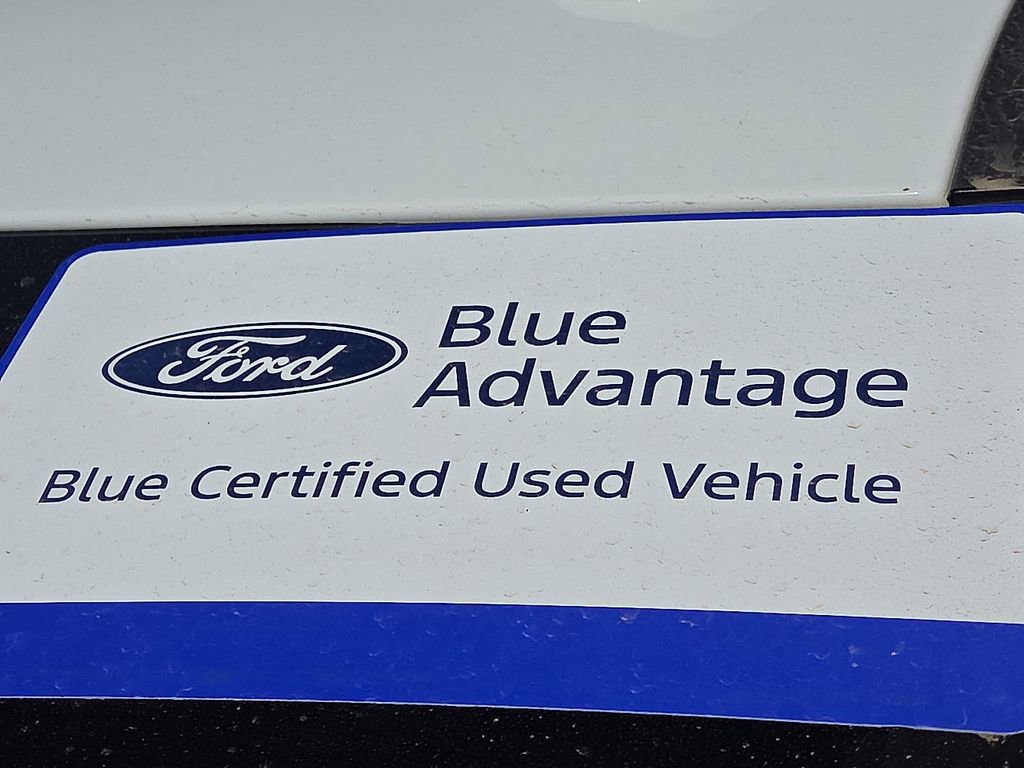 Ford
Blue
Advantage
Blue Certified Used Vehicle